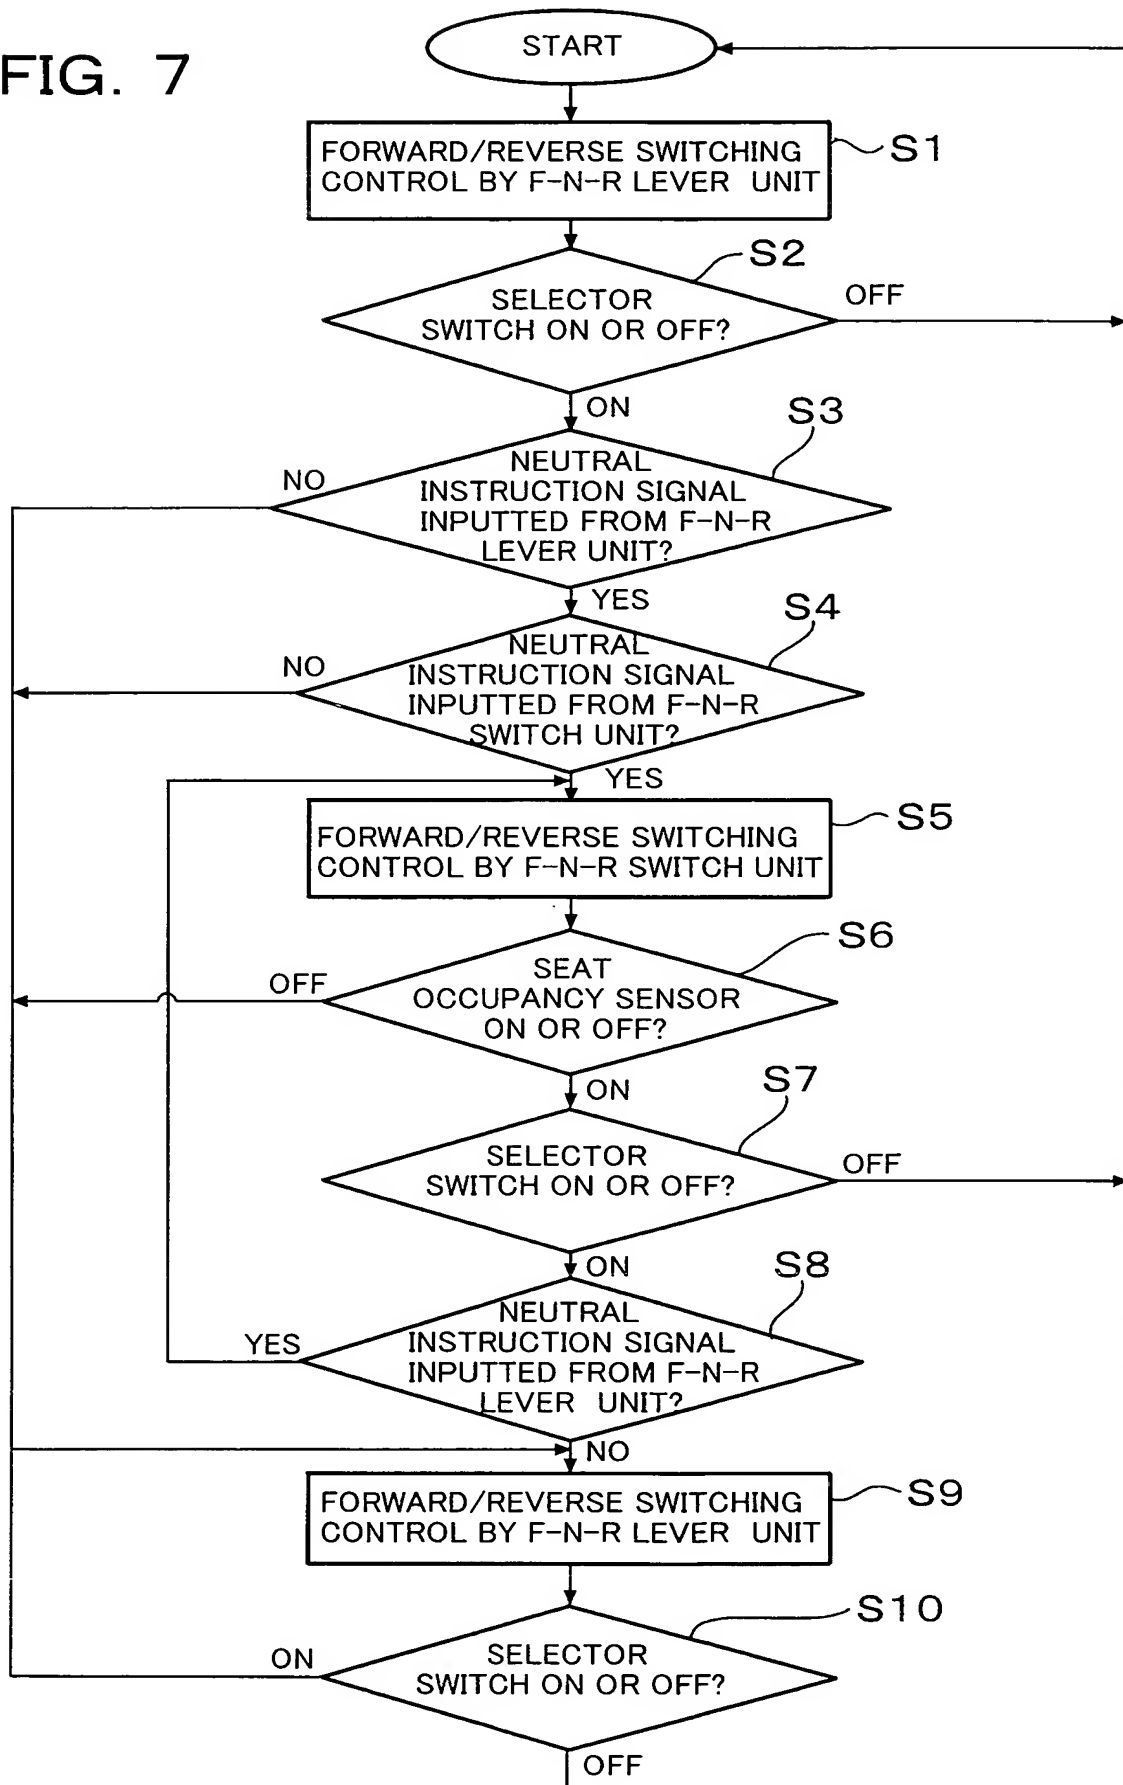 FIG. 7
START
FORWARD/REVERSE SWITCHING
CONTROL BY F-N-R LEVER UNIT
S1
S2
SELECTOR
SWITCH ON OR OFF?
OFF
ON
S3
NEUTRAL
INSTRUCTION SIGNAL
INPUTTED FROM F-N-R
LEVER UNIT?
NO
YES
S4
NEUTRAL
INSTRUCTION SIGNAL
INPUTTED FROM F-N-R
SWITCH UNIT?
NO
YES
S5
FORWARD/REVERSE SWITCHING
CONTROL BY F-N-R SWITCH UNIT
S6
SEAT
OCCUPANCY SENSOR
ON OR OFF?
OFF
ON
S7
SELECTOR
SWITCH ON OR OFF?
OFF
ON
S8
NEUTRAL
INSTRUCTION SIGNAL
INPUTTED FROM F-N-R
LEVER UNIT?
YES
NO
S9
FORWARD/REVERSE SWITCHING
CONTROL BY F-N-R LEVER UNIT
S10
SELECTOR
SWITCH ON OR OFF?
ON
OFF